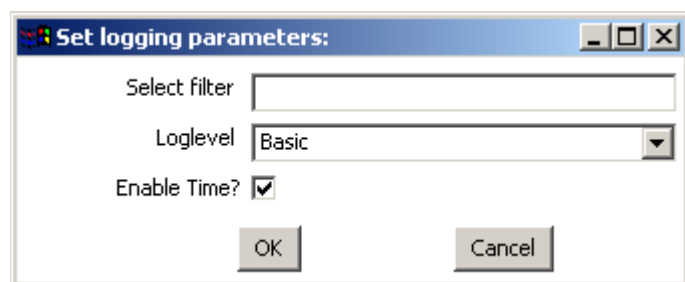 Set logging parameters:
Select filter
Loglevel Basic
Enable Time?
OK Cancel